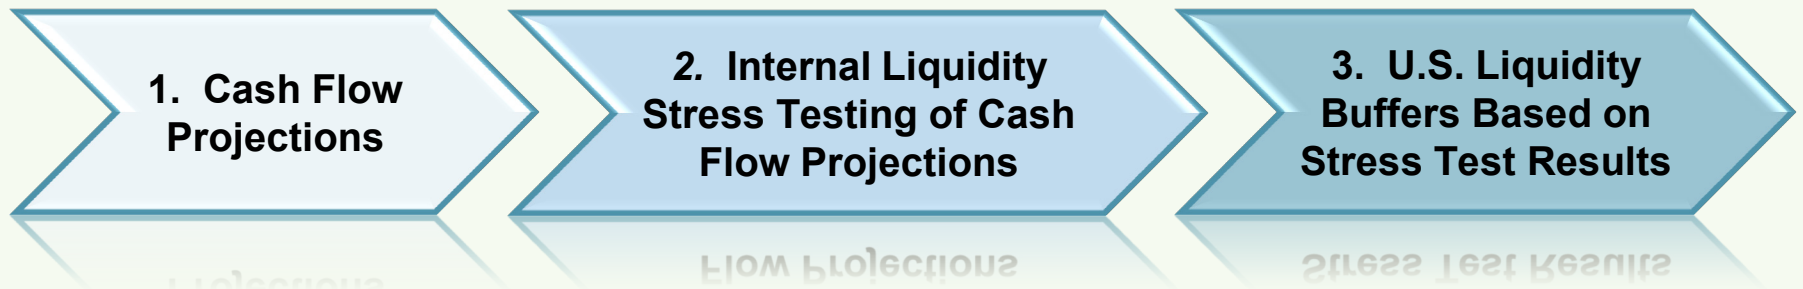 1. Cash Flow
Projections
2. Internal Liquidity
Stress Testing of Cash
Flow Projections
3. U.S. Liquidity
Buffers Based on
Stress Test Results